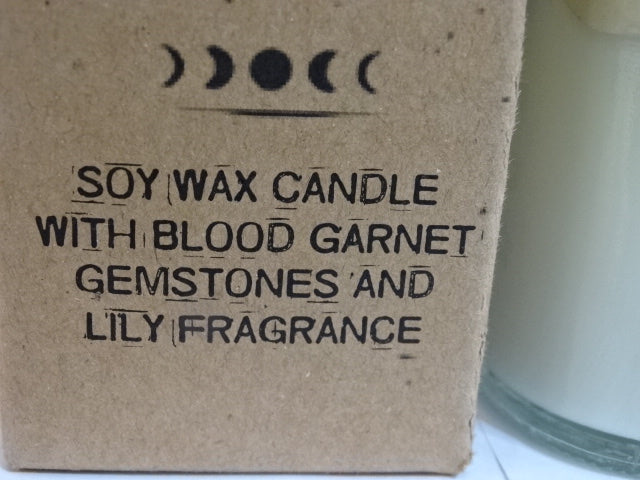 SOY WAX CANDLE
WITH BLOOD GARNET
GEMSTONES AND
LILY FRAGRANCE